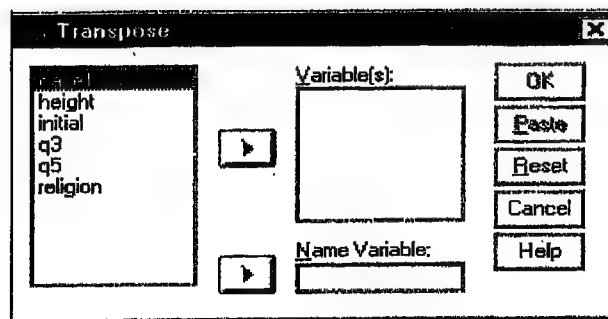 Transpose
height
initial
q3
q5
religion
Variable(s):
Name Variable:
OK
Paste
Reset
Cancel
Help